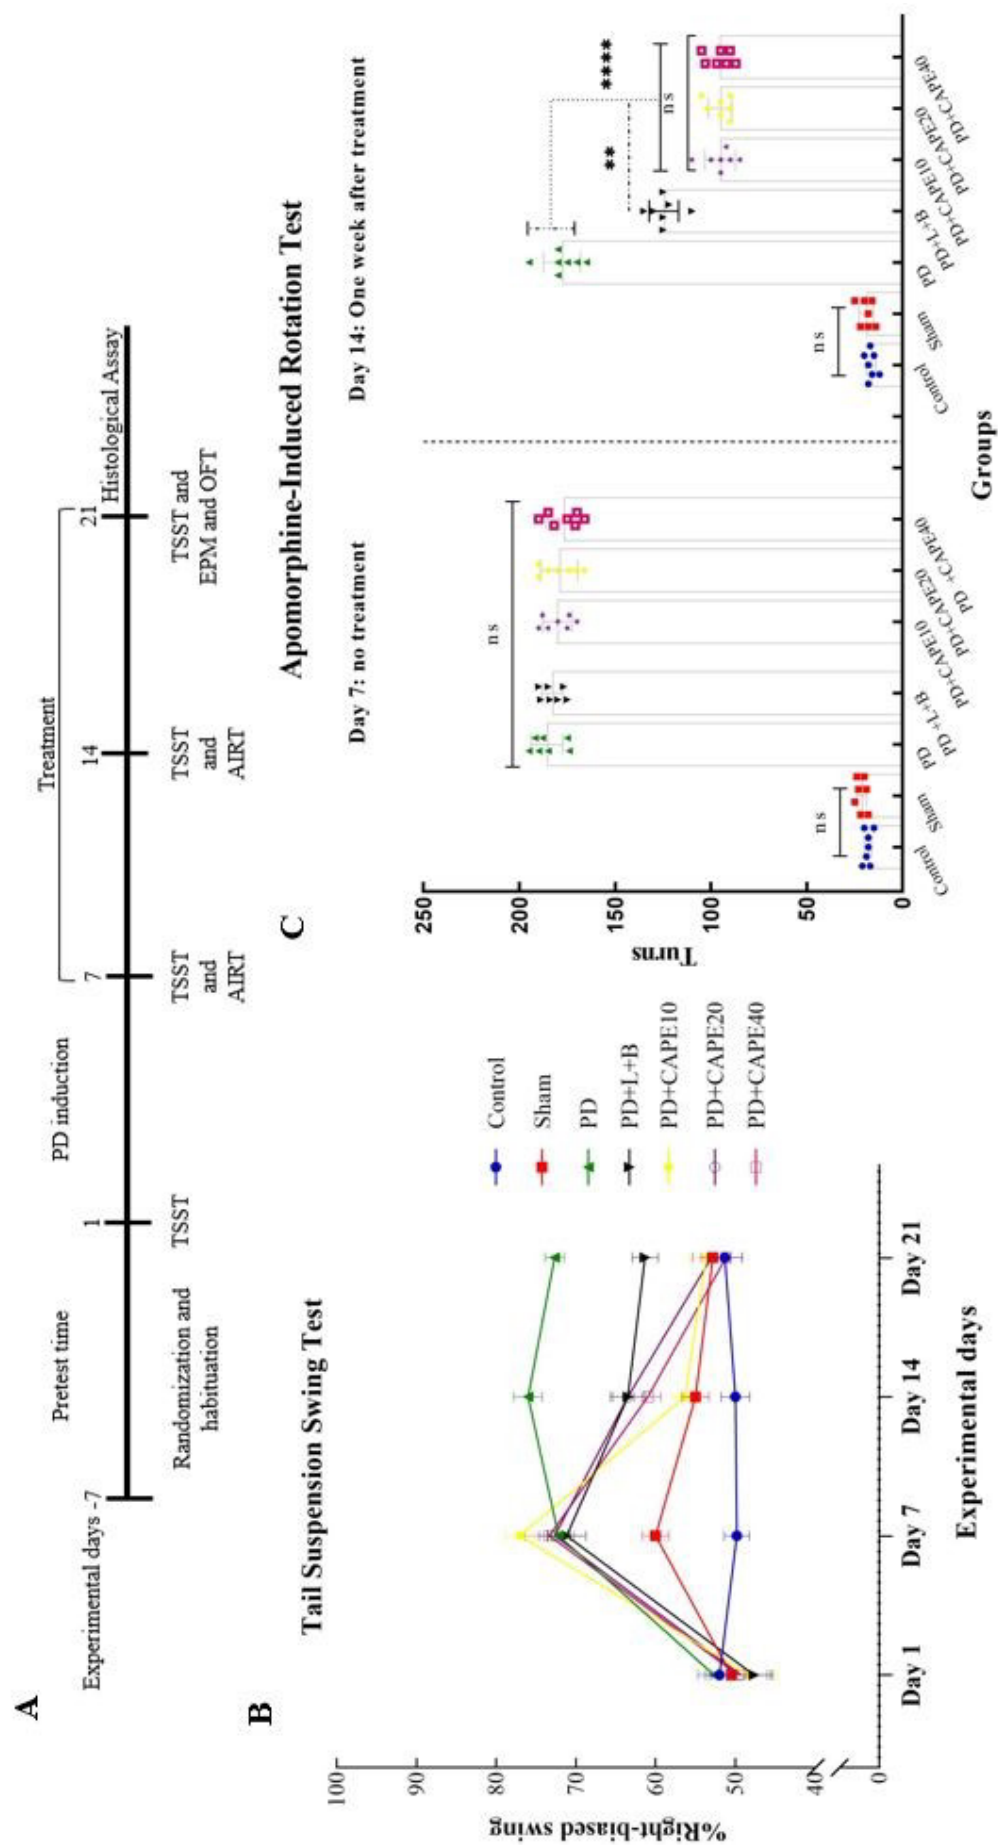 A
Experimental days -7
Pretest time
1
PD induction
7
Treatment
14
21
Histological Assay
Randomization and
habituation
TSST
TSST
and
AIRT
TSST
and
AIRT
TSST and
EPM and OFT
B
Tail Suspension Swing Test
%Right-biased swing
100
90
80
70
60
50
40
0
Day 1
Day 7
Day 14
Day 21
Experimental days
Control
Sham
PD
PD+L+B
PD+CAPE10
PD+CAPE20
PD+CAPE40
C
Apomorphine-Induced Rotation Test
Day 7: no treatment
Day 14: One week after treatment
Turns
250
200
150
100
50
0
ns
ns
ns
ns
**
****
Control
Sham
PD
PD+L+B
PD+CAPE10
PD+CAPE20
PD +CAPE40
Control
Sham
PD
PD+L+B
PD+CAPE10
PD+CAPE20
PD+CAPE40
Groups